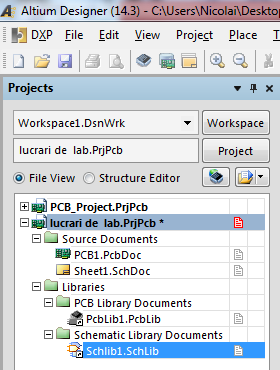 Altium Designer (14.3) - C:\Users\Nicolai\Desktop
DXP File Edit View Project Place
Projects
Workspace1.DsnWrk Workspace
lucrari de lab.PrjPcb Project
File View Structure Editor
PCB_Project.PrjPcb
lucrari de lab.PrjPcb *
Source Documents
PCB1.PcbDoc
Sheet1.SchDoc
Libraries
PCB Library Documents
PcbLib1.PcbLib
Schematic Library Documents
Schlib1.SchLib